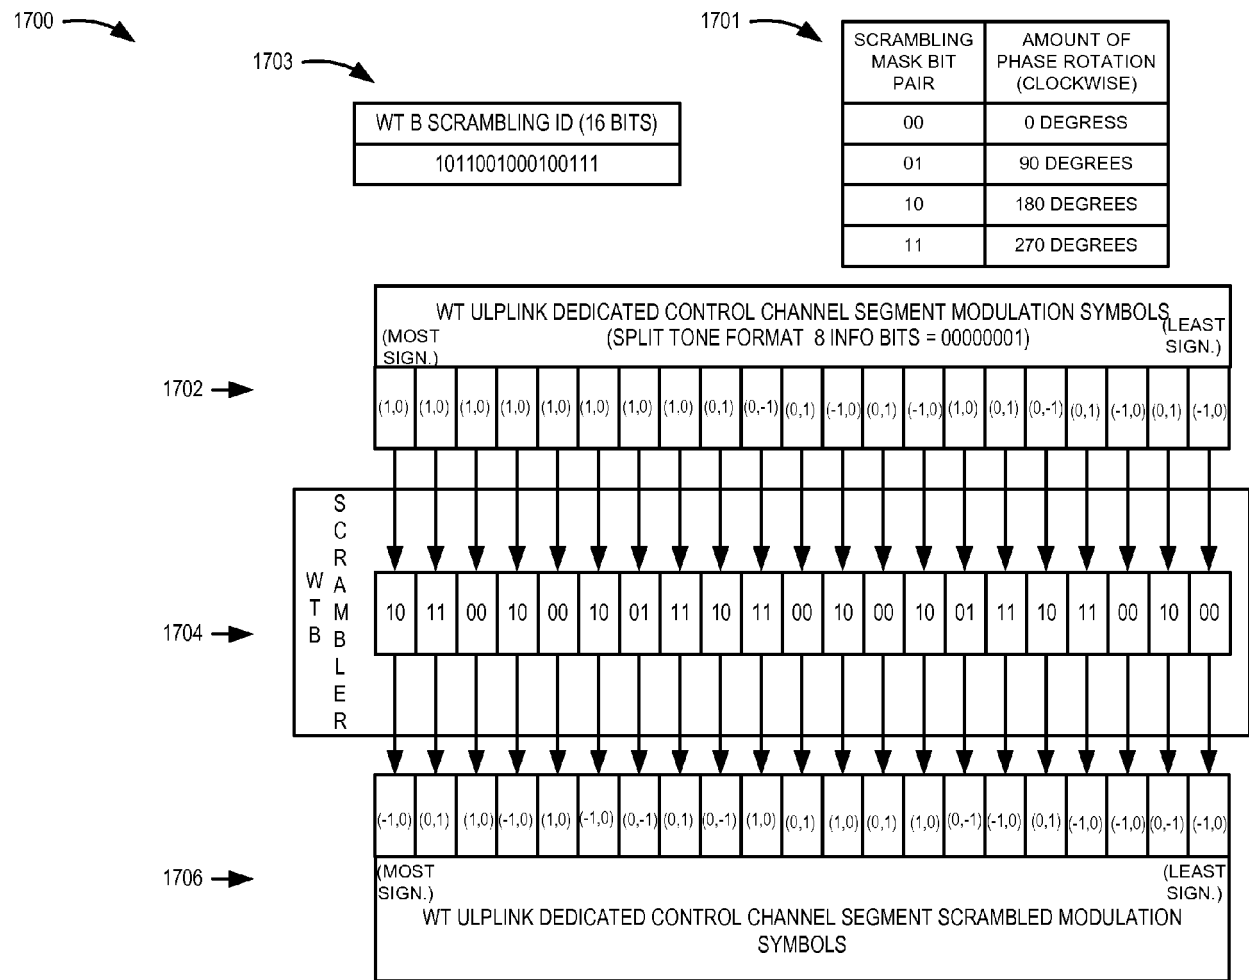 1700
1701
1703
SCRAMBLING MASK BIT PAIR
AMOUNT OF PHASE ROTATION (CLOCKWISE)
00 0 DEGRESS
01 90 DEGREES
10 180 DEGREES
11 270 DEGREES
WT B SCRAMBLING ID (16 BITS)
1011001000100111
WT ULPLINK DEDICATED CONTROL CHANNEL SEGMENT MODULATION SYMBOLS
(SPLIT TONE FORMAT 8 INFO BITS = 00000001)
(MOST SIGN.)
(LEAST SIGN.)
1702
(1,0) (1,0) (1,0) (1,0) (1,0) (1,0) (1,0) (1,0) (0,1) (0,-1) (0,1) (-1,0) (0,1) (-1,0) (1,0) (0,1) (0,-1) (0,1) (-1,0) (0,1) (-1,0)
WTB
SCRAMBLER
1704
10 11 00 10 00 10 01 11 10 11 00 10 00 10 01 11 10 11 00 10 00
(-1,0) (0,1) (1,0) (-1,0) (1,0) (-1,0) (0,-1) (0,1) (0,-1) (1,0) (0,1) (1,0) (0,1) (1,0) (0,-1) (-1,0) (0,1) (-1,0) (-1,0) (0,-1) (-1,0)
1706
(MOST SIGN.)
(LEAST SIGN.)
WT ULPLINK DEDICATED CONTROL CHANNEL SEGMENT SCRAMBLED MODULATION
SYMBOLS